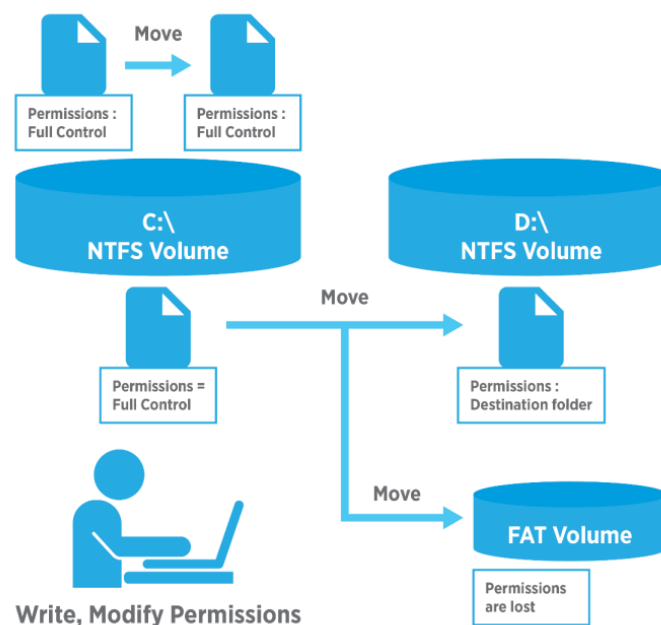 Move
Permissions :
Full Control
Permissions :
Full Control
C:\
NTFS Volume
D:\
NTFS Volume
Move
Permissions =
Full Control
Permissions :
Destination folder
Move
FAT Volume
Permissions
are lost
Write, Modify Permissions